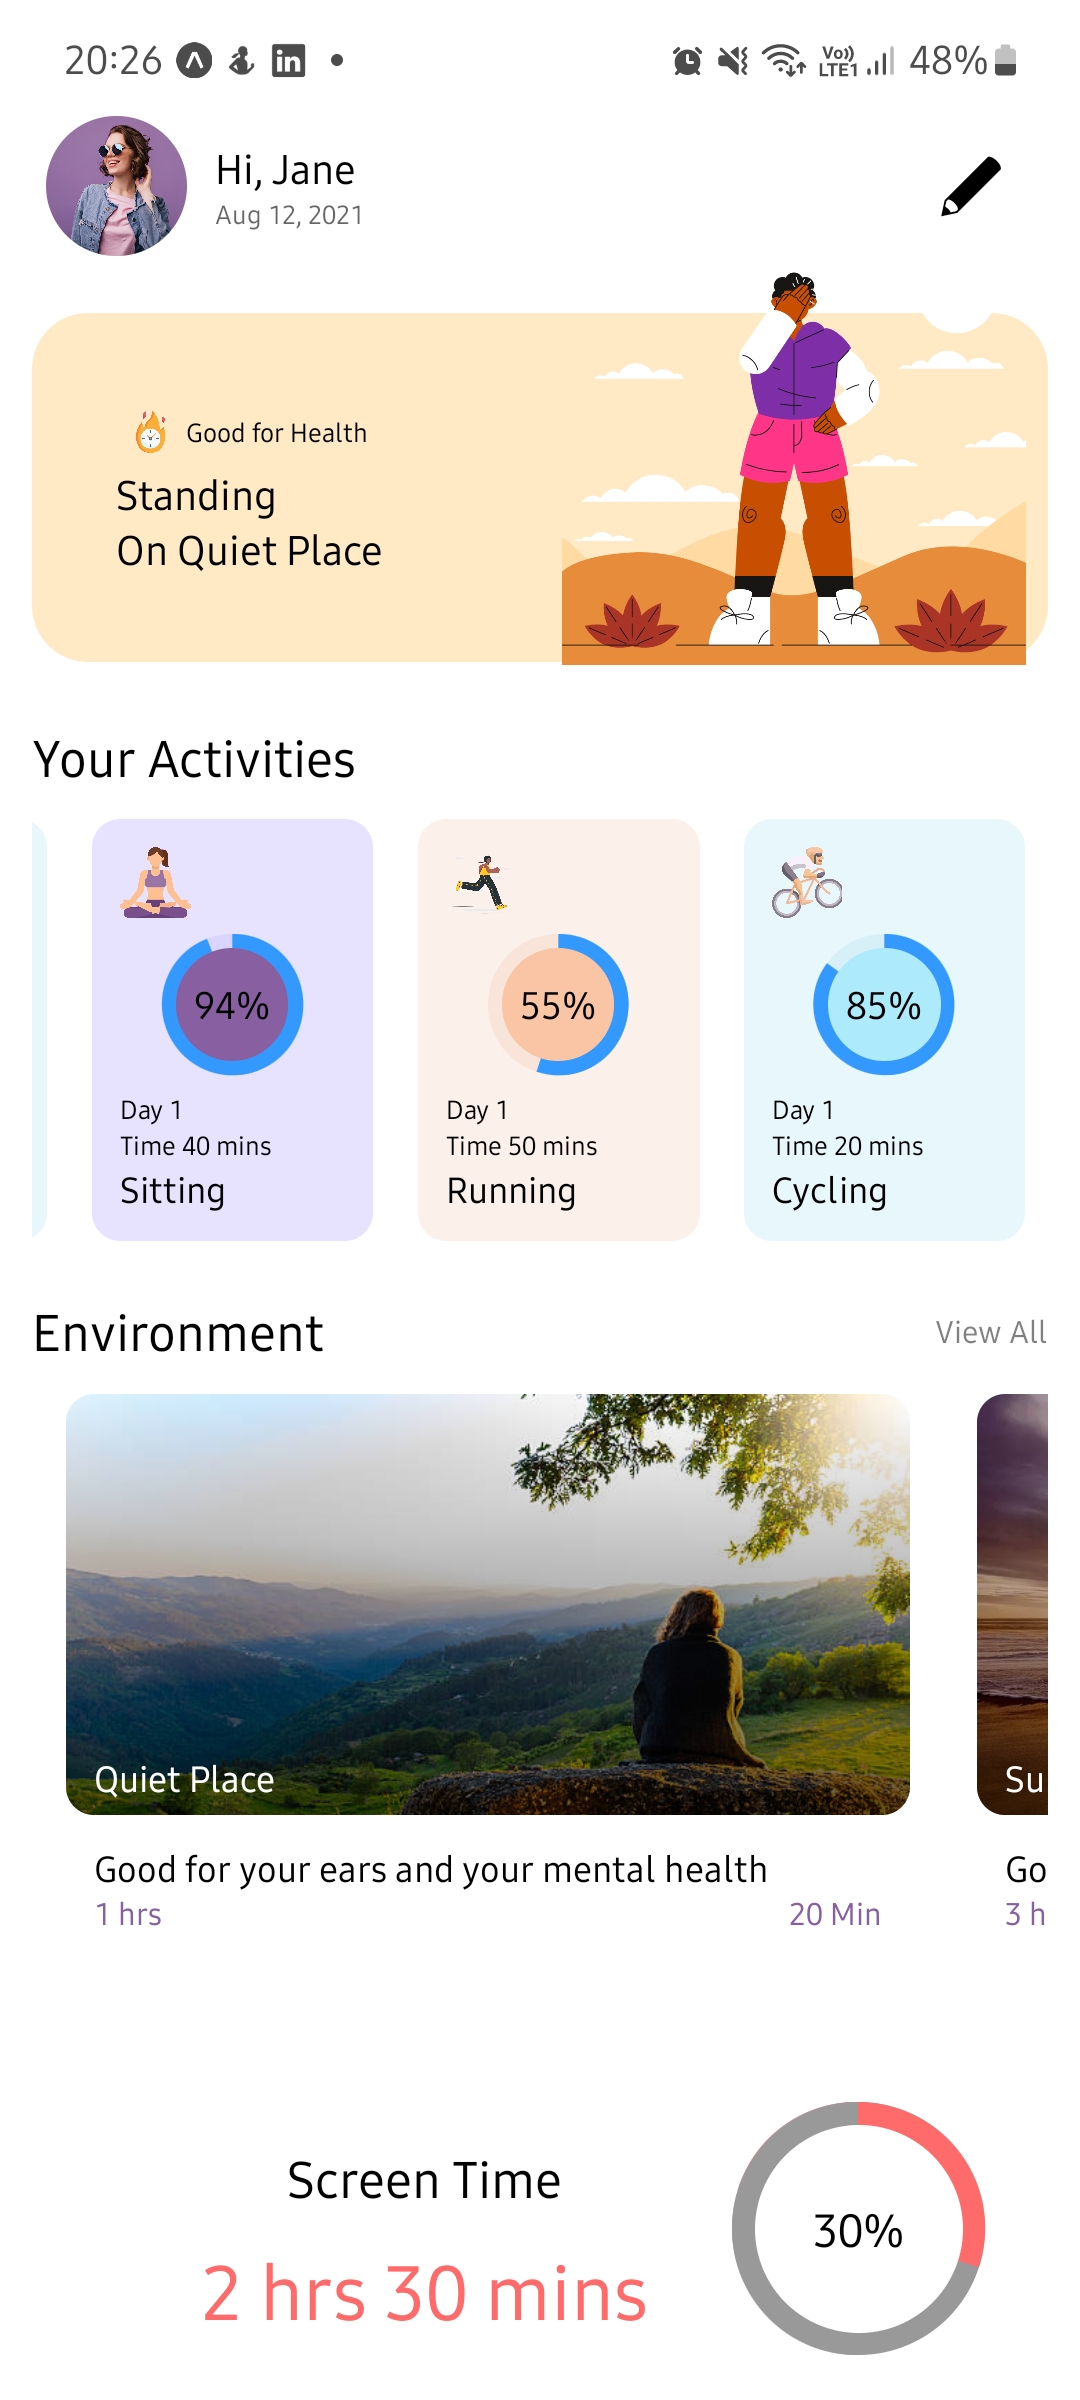 20:26
Vo)) LTE1 48%
Hi, Jane
Aug 12, 2021
Good for Health
Standing
On Quiet Place
Your Activities
94%
Day 1
Time 40 mins
Sitting
55%
Day 1
Time 50 mins
Running
85%
Day 1
Time 20 mins
Cycling
Environment
View All
Quiet Place
Good for your ears and your mental health
1 hrs
20 Min
Su
Go
3 h
Screen Time
2 hrs 30 mins
30%